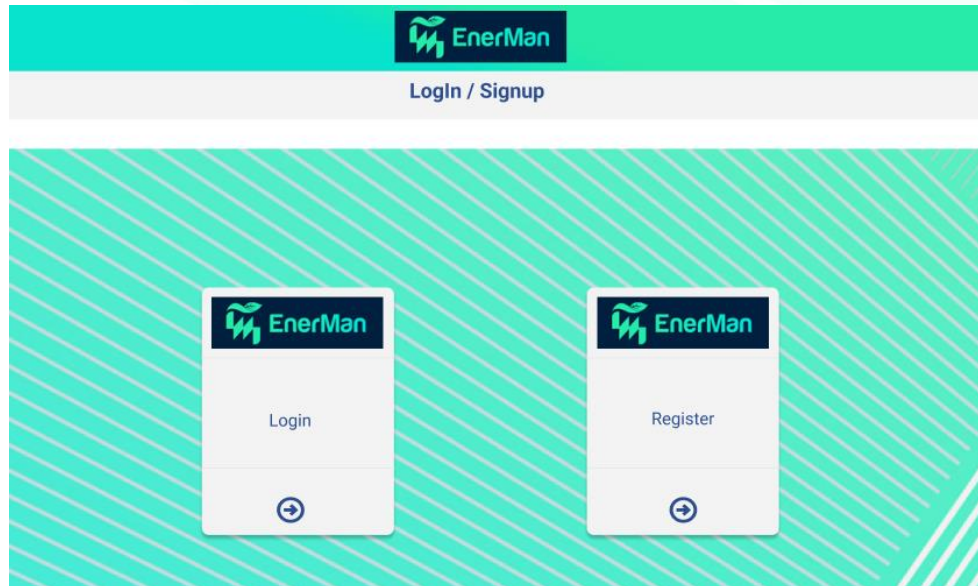 EnerMan
LogIn / Signup
EnerMan
EnerMan
Login
Register